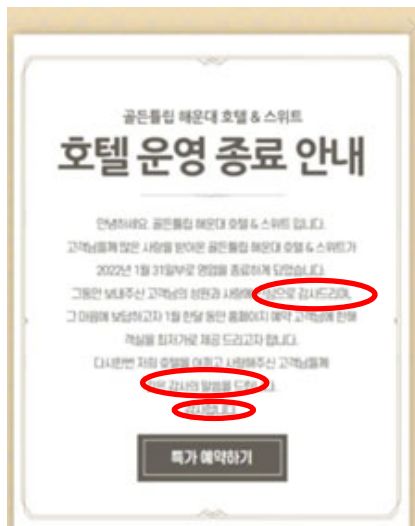 골든튤립 해운대 호텔 & 스위트
호텔 운영 종료 안내
안녕하세요. 골든튤립 해운대 호텔 & 스위트 입니다.
고객님들께 많은 사랑을 받아온 골든튤립 해운대 호텔 & 스위트가
2022년 1월 31일부로 영업을 종료하게 되었습니다.
그동안 보내주신 고객님의 성원과 사랑에 진심으로 감사드리며,
그 마음에 보답하고자 1월 한달 동안 홈페이지 예약 고객님에 한해
객실을 최저가로 제공 드리고자 합니다.
다시한번 저희 호텔을 아끼고 사랑해주신 고객님들께
감사의 말씀을 드립니다.
감사합니다.
특가 예약하기